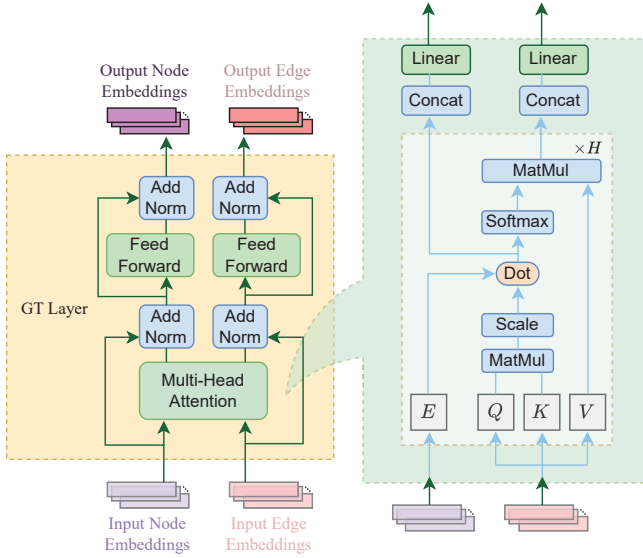 Output Node
Embeddings
Output Edge
Embeddings
Add
Norm
Add
Norm
Feed
Forward
Feed
Forward
GT Layer
Add
Norm
Add
Norm
Multi-Head
Attention
Input Node
Embeddings
Input Edge
Embeddings
Linear
Linear
Concat
Concat
×H
MatMul
Softmax
Dot
Scale
MatMul
E
Q
K
V